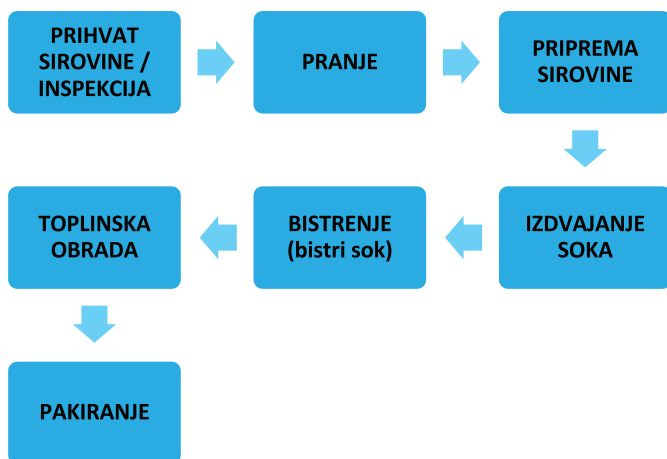 PRIHVAT
SIROVINE /
INSPEKCIJA
PRANJE
PRIPREMA
SIROVINE
IZDVAJANJE
SOKA
BISTRENJE
(bistri sok)
TOPLINSKA
OBRADA
PAKIRANJE